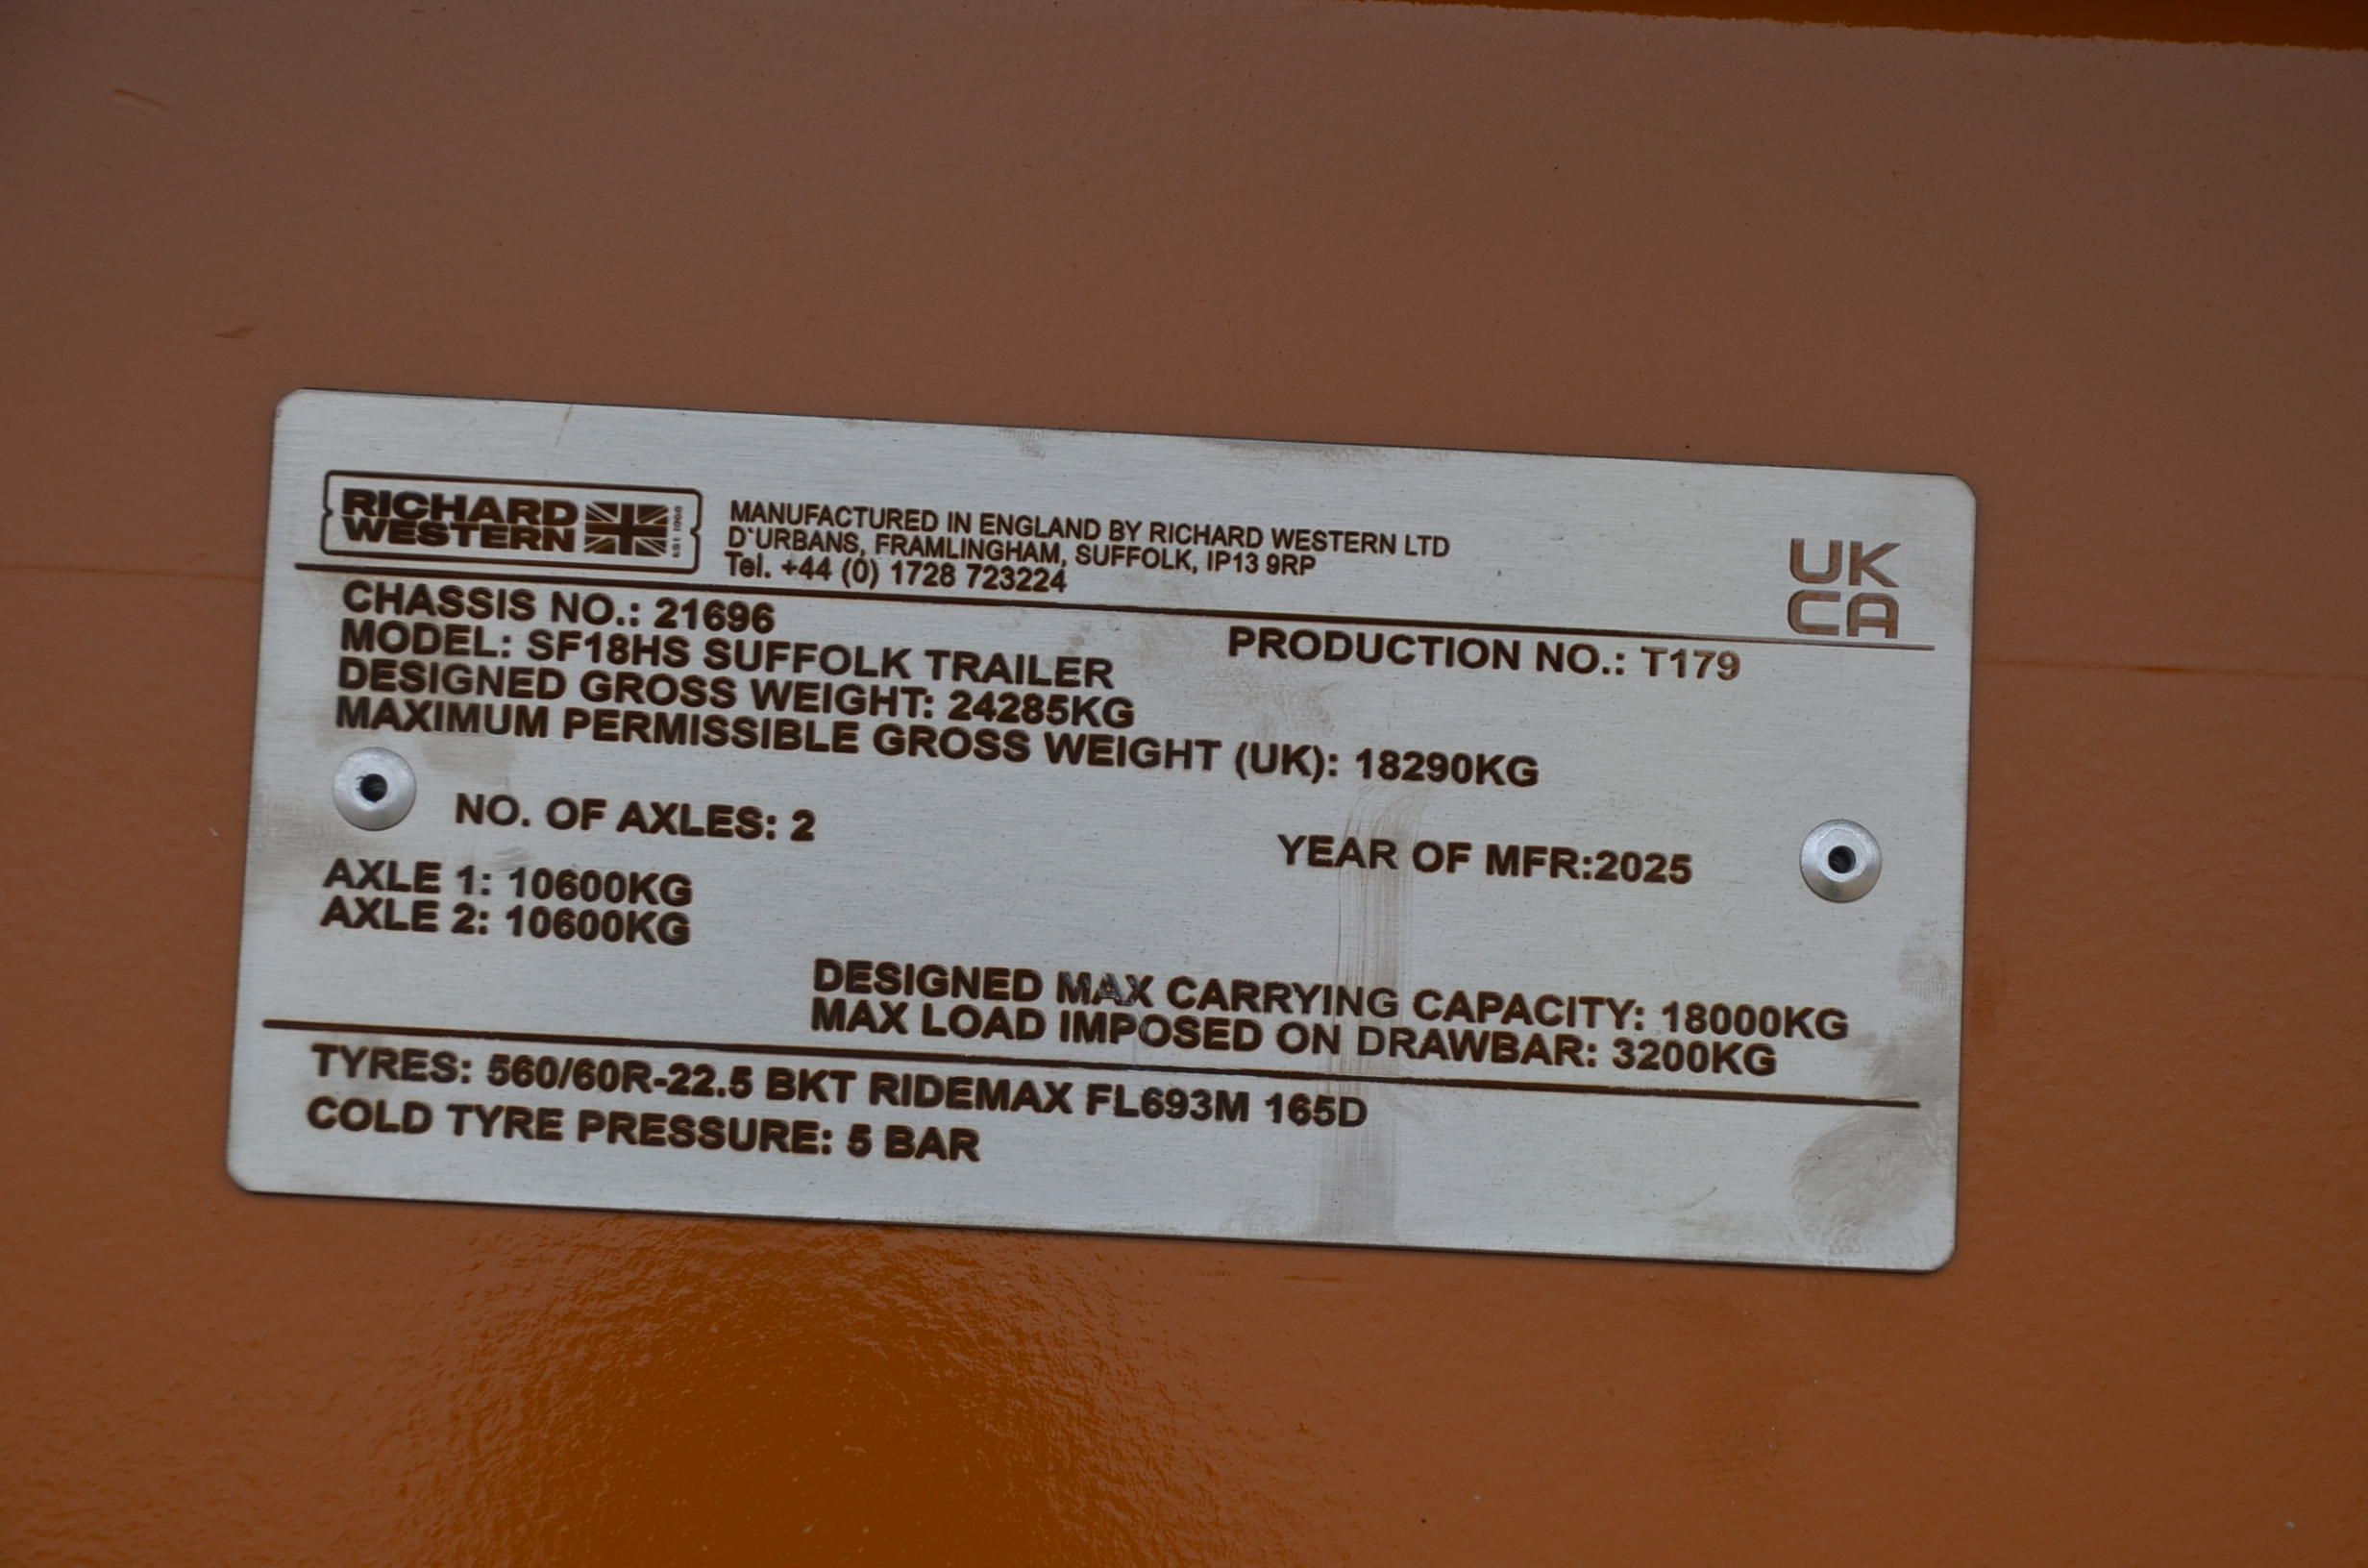 RICHARD
WESTERN
EST 1968
MANUFACTURED IN ENGLAND BY RICHARD WESTERN LTD
D`URBANS, FRAMLINGHAM, SUFFOLK, IP13 9RP
Tel. +44 (0) 1728 723224
UK
CA
CHASSIS NO.: 21696
PRODUCTION NO.: T179
MODEL: SF18HS SUFFOLK TRAILER
DESIGNED GROSS WEIGHT: 24285KG
MAXIMUM PERMISSIBLE GROSS WEIGHT (UK): 18290KG
NO. OF AXLES: 2
YEAR OF MFR:2025
AXLE 1: 10600KG
AXLE 2: 10600KG
DESIGNED MAX CARRYING CAPACITY: 18000KG
MAX LOAD IMPOSED ON DRAWBAR: 3200KG
TYRES: 560/60R-22.5 BKT RIDEMAX FL693M 165D
COLD TYRE PRESSURE: 5 BAR